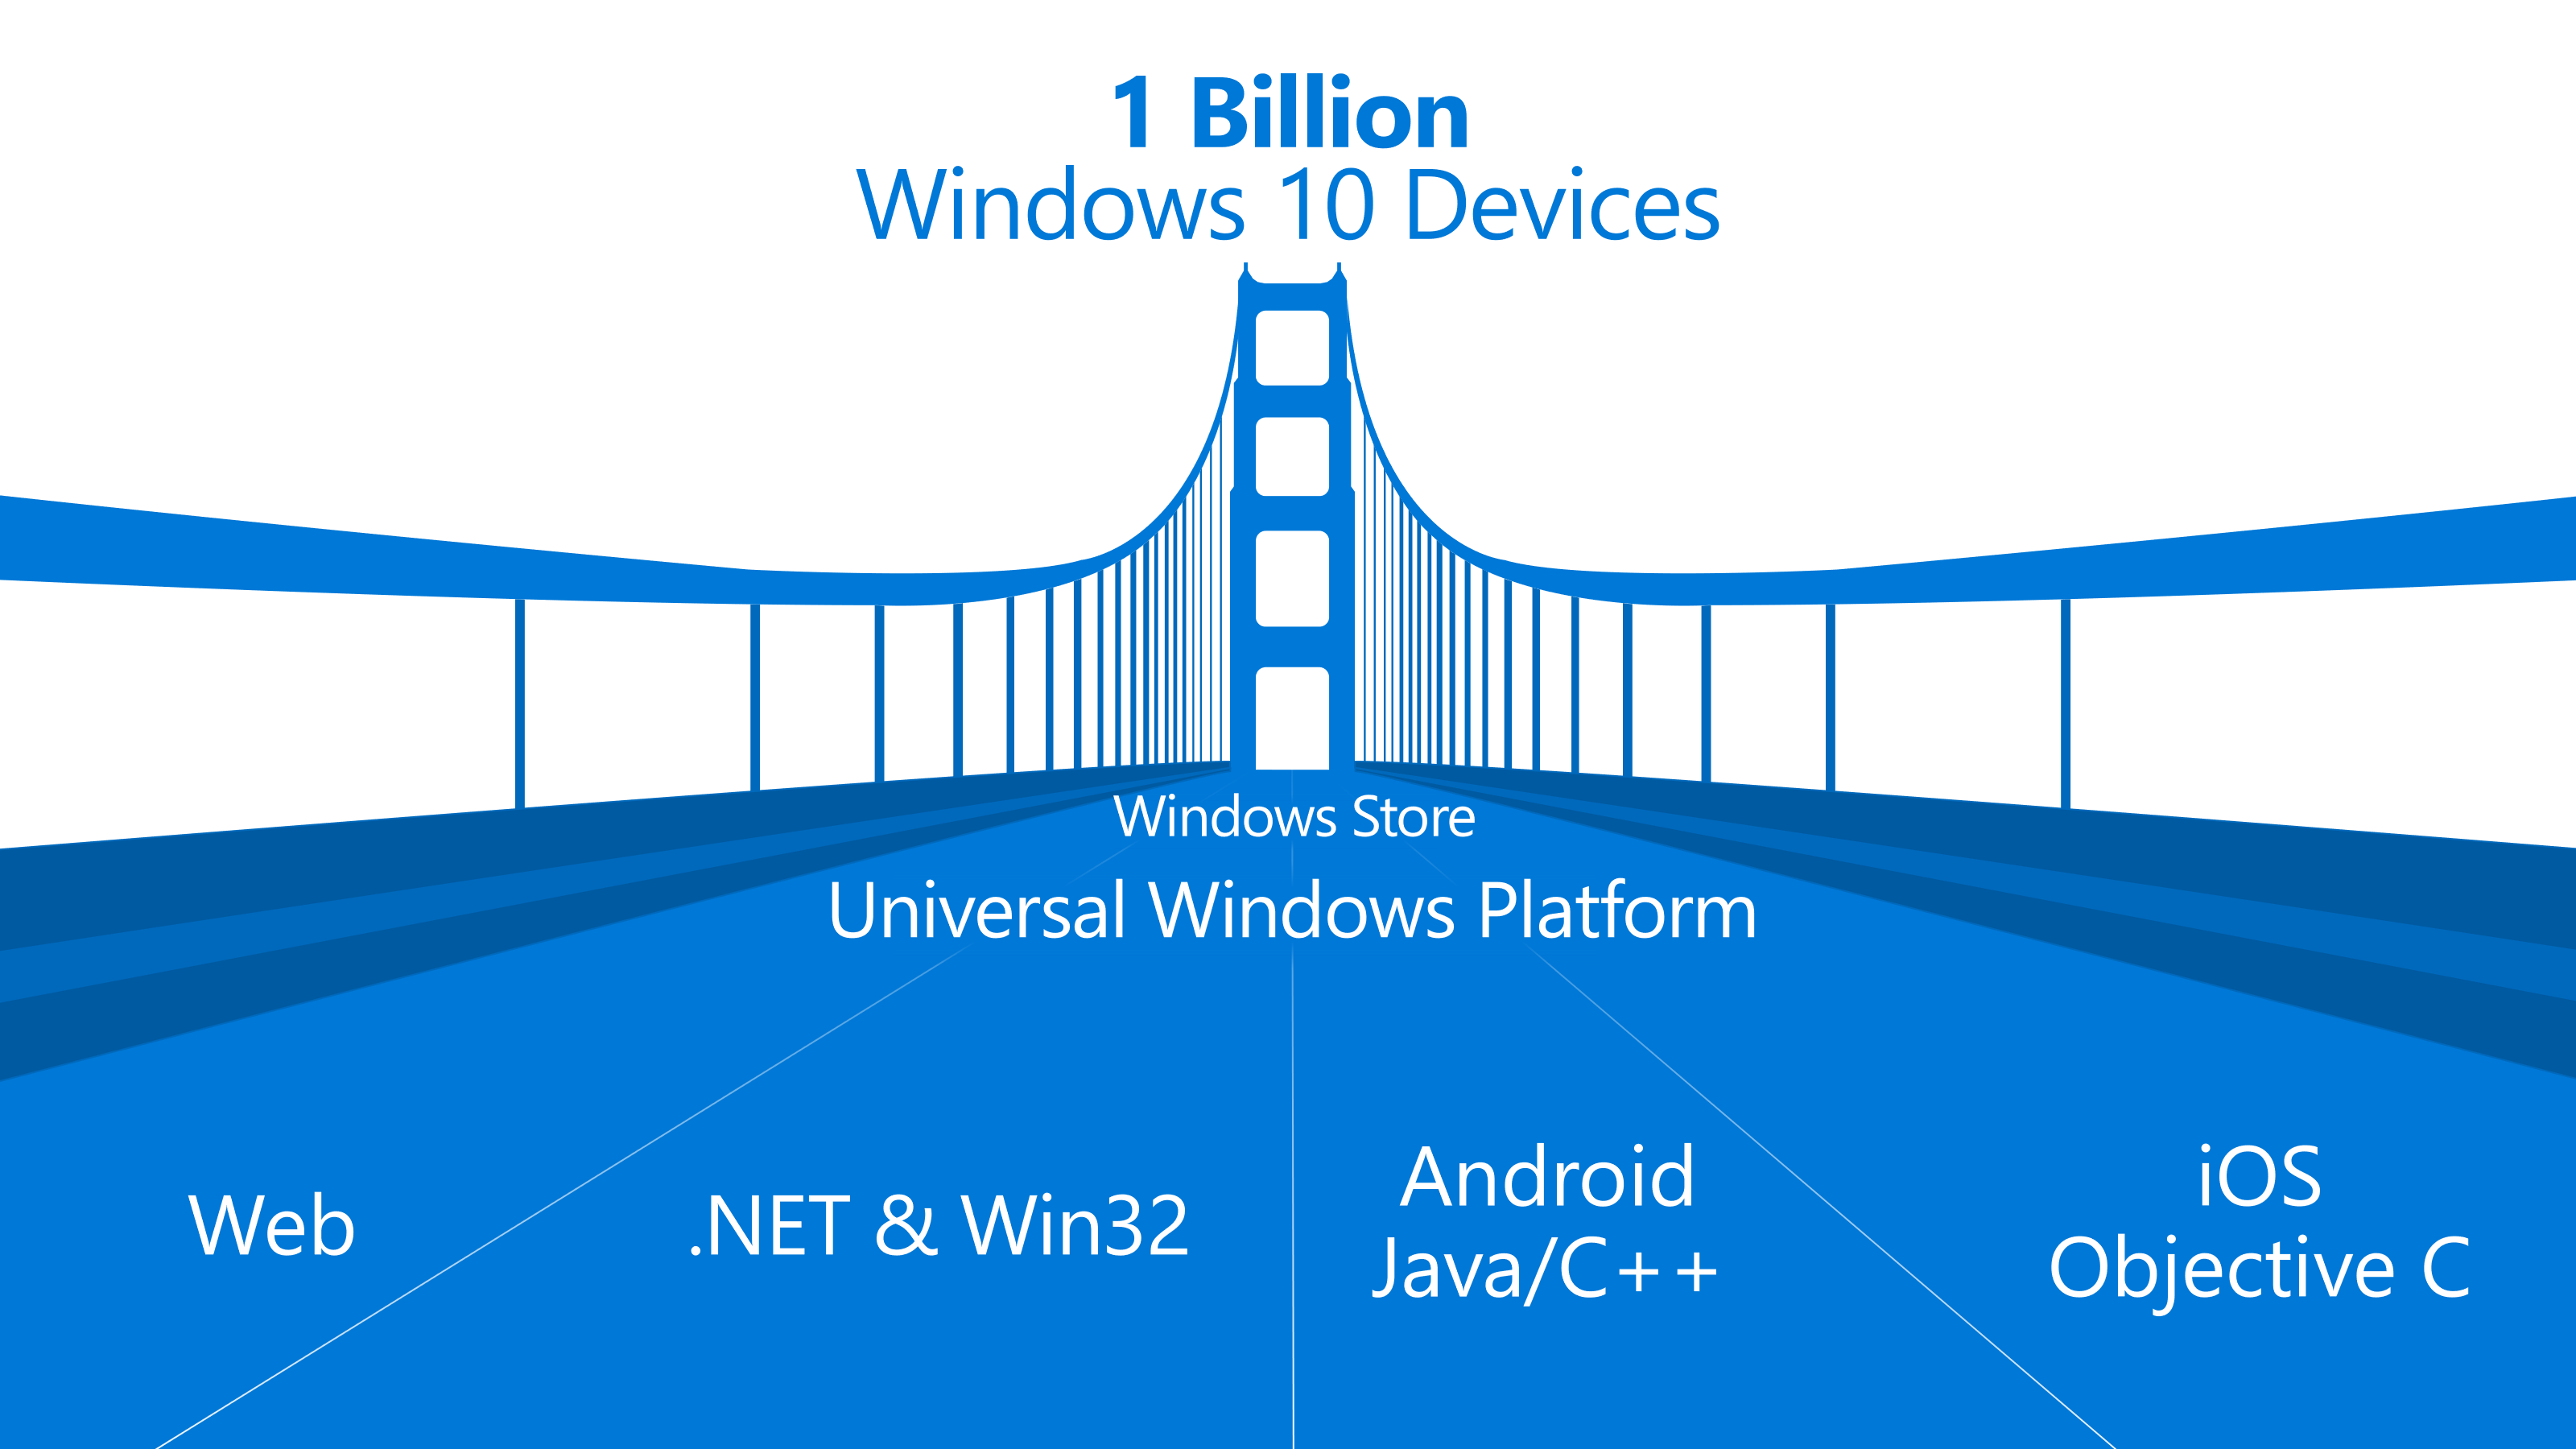 1 Billion
Windows 10 Devices
Windows Store
Universal Windows Platform
Web
.NET & Win32
Android
Java/C++
iOS
Objective C